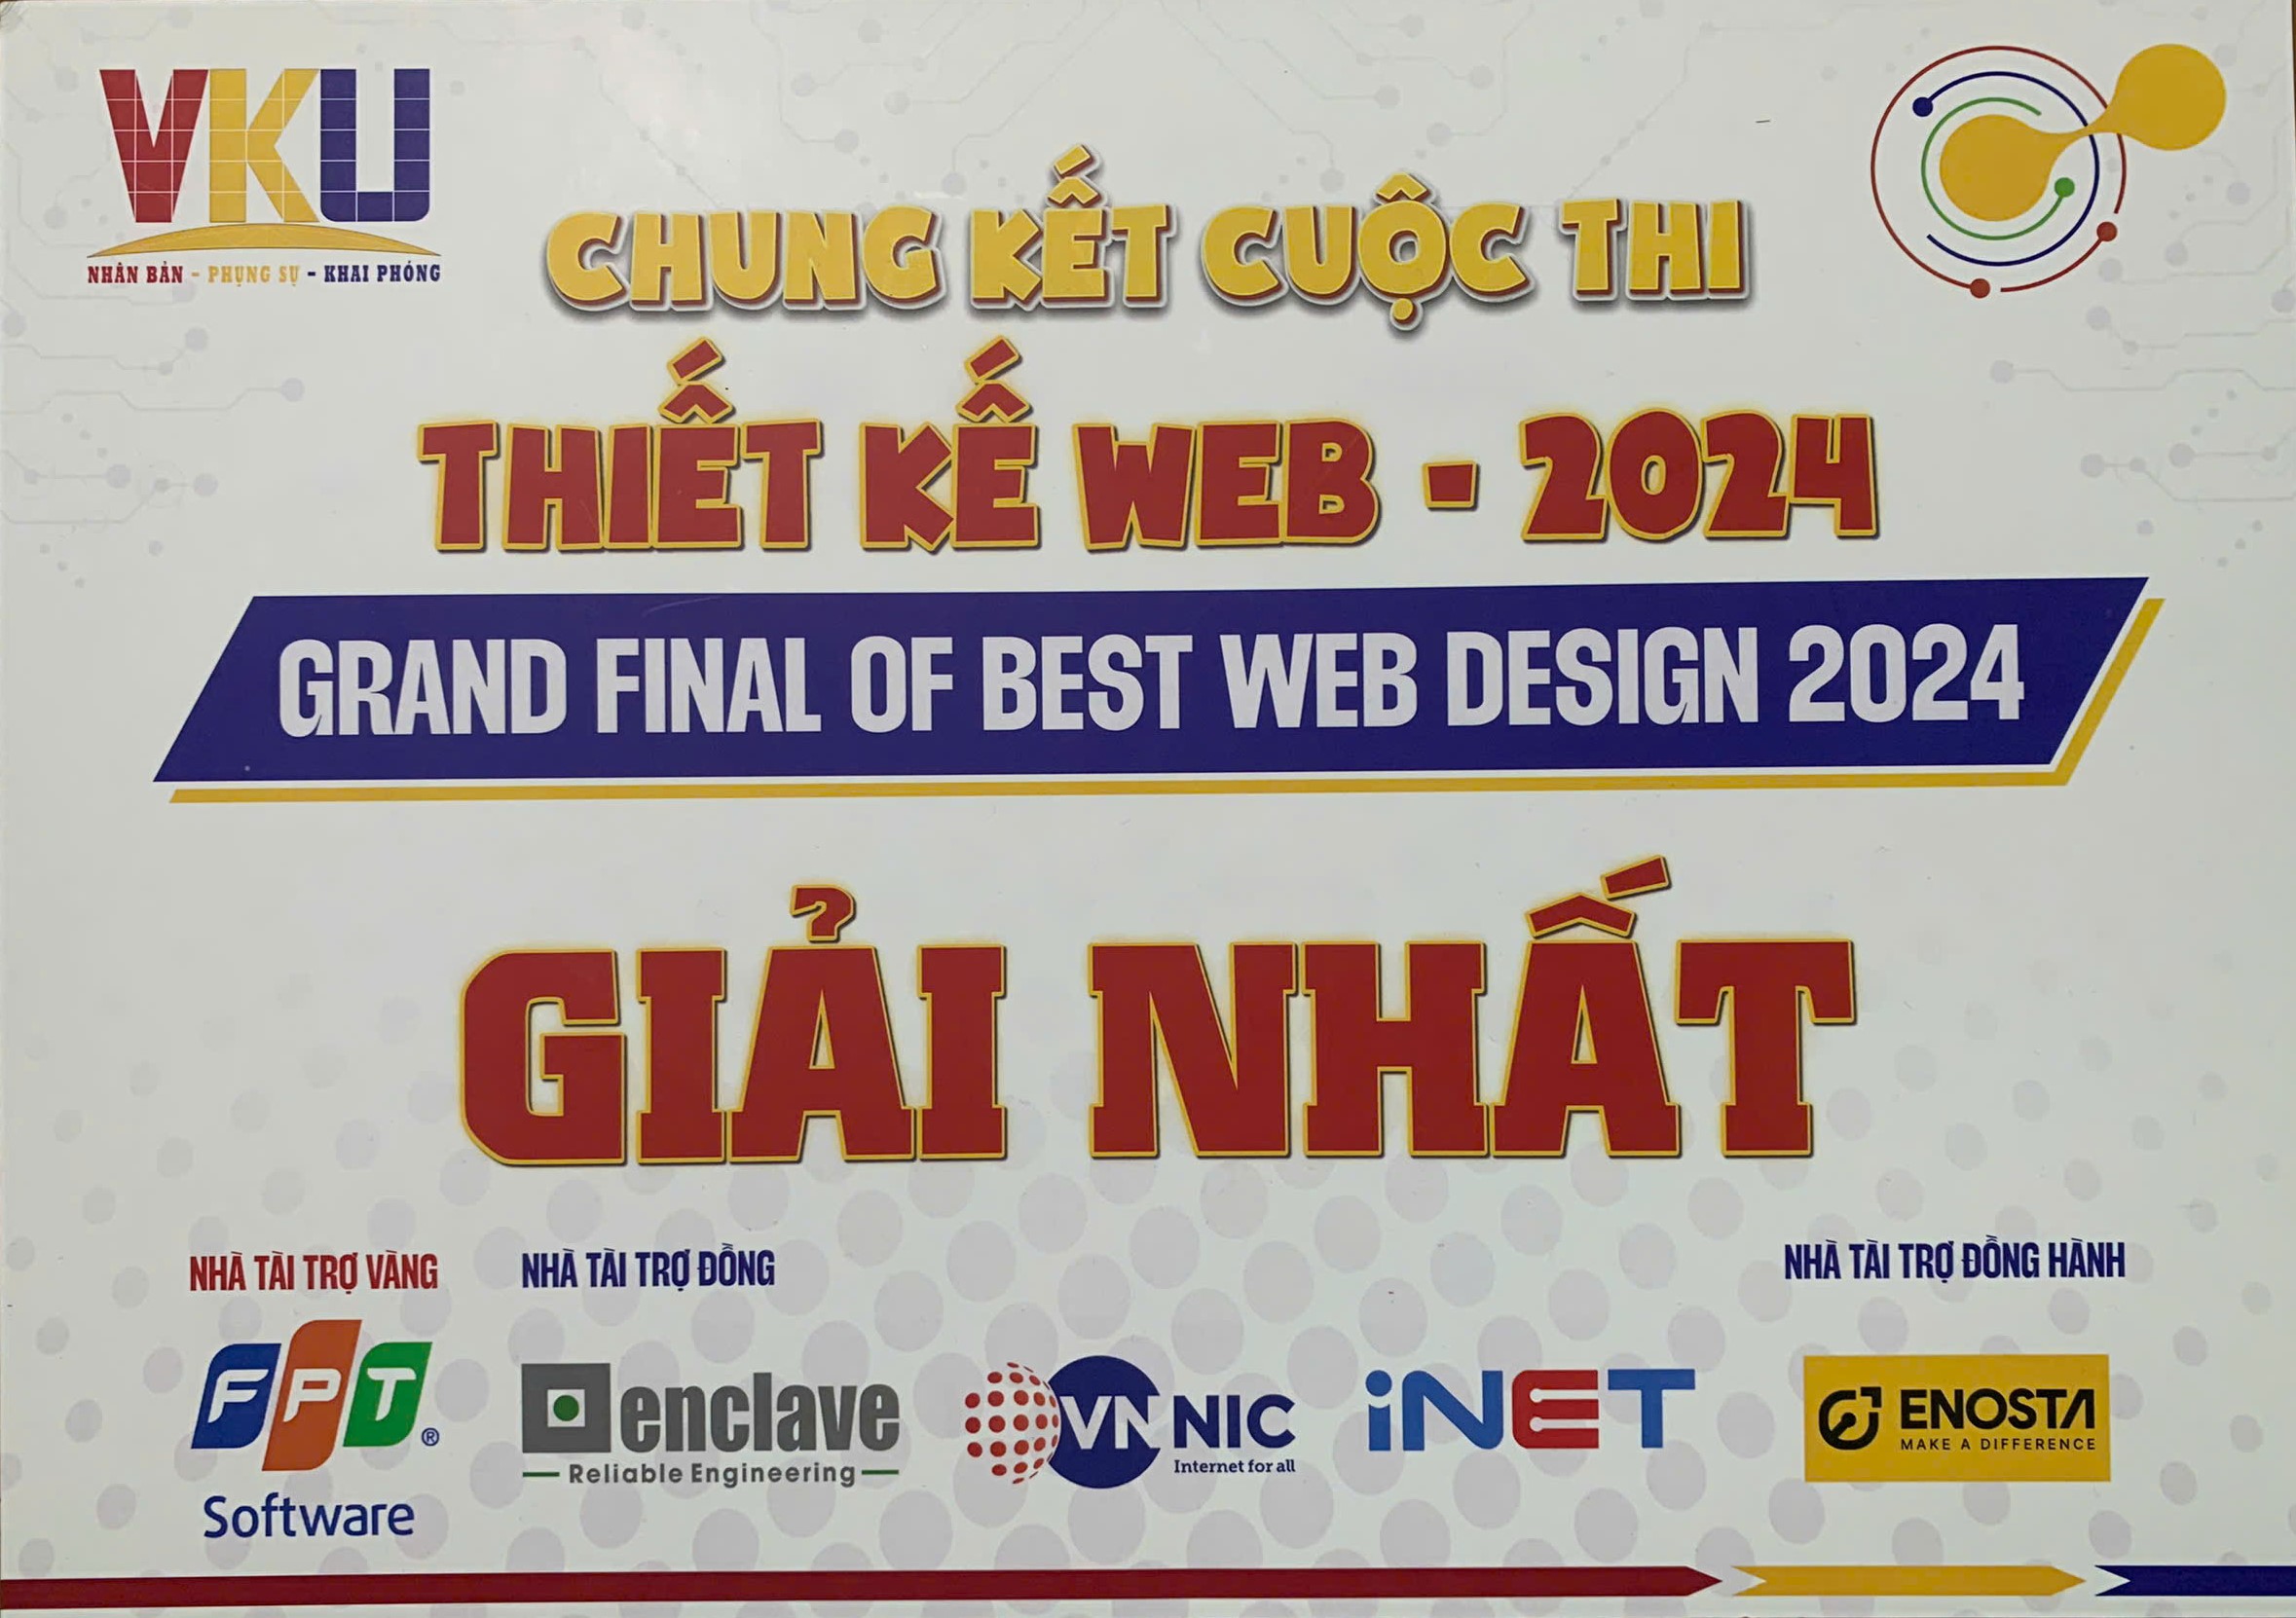 VKU
NHÂN BẢN - PHỤNG SỰ - KHAI PHÓNG
CHUNG KẾT CUỘC THI
THIẾT KẾ WEB - 2024
GRAND FINAL OF BEST WEB DESIGN 2024
GIẢI NHẤT
NHÀ TÀI TRỢ VÀNG
FPT®
Software
NHÀ TÀI TRỢ ĐỒNG
enclave
Reliable Engineering
VN NIC
Internet for all
iNET
NHÀ TÀI TRỢ ĐỒNG HÀNH
ENOSTA
MAKE A DIFFERENCE